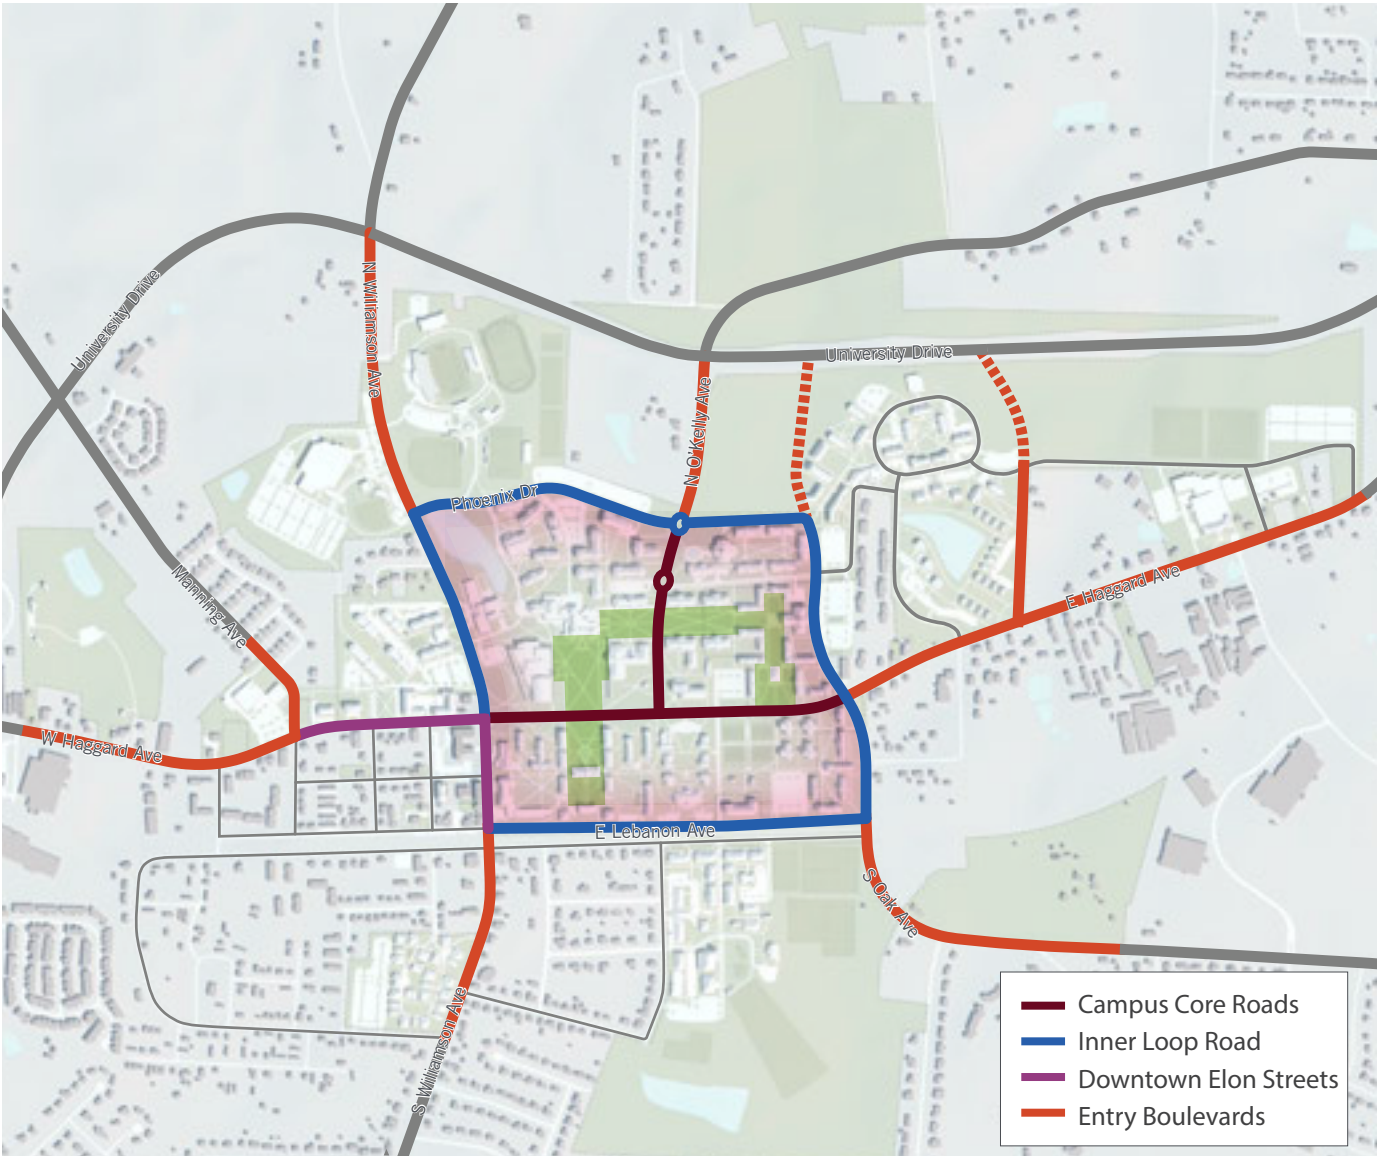 University Drive
N Williamson Ave
University Drive
N O'Kelly Ave
Phoenix Dr
Manning Ave
E Haggard Ave
W Haggard Ave
E Lebanon Ave
S Oak Ave
S Williamson Ave
Campus Core Roads
Inner Loop Road
Downtown Elon Streets
Entry Boulevards